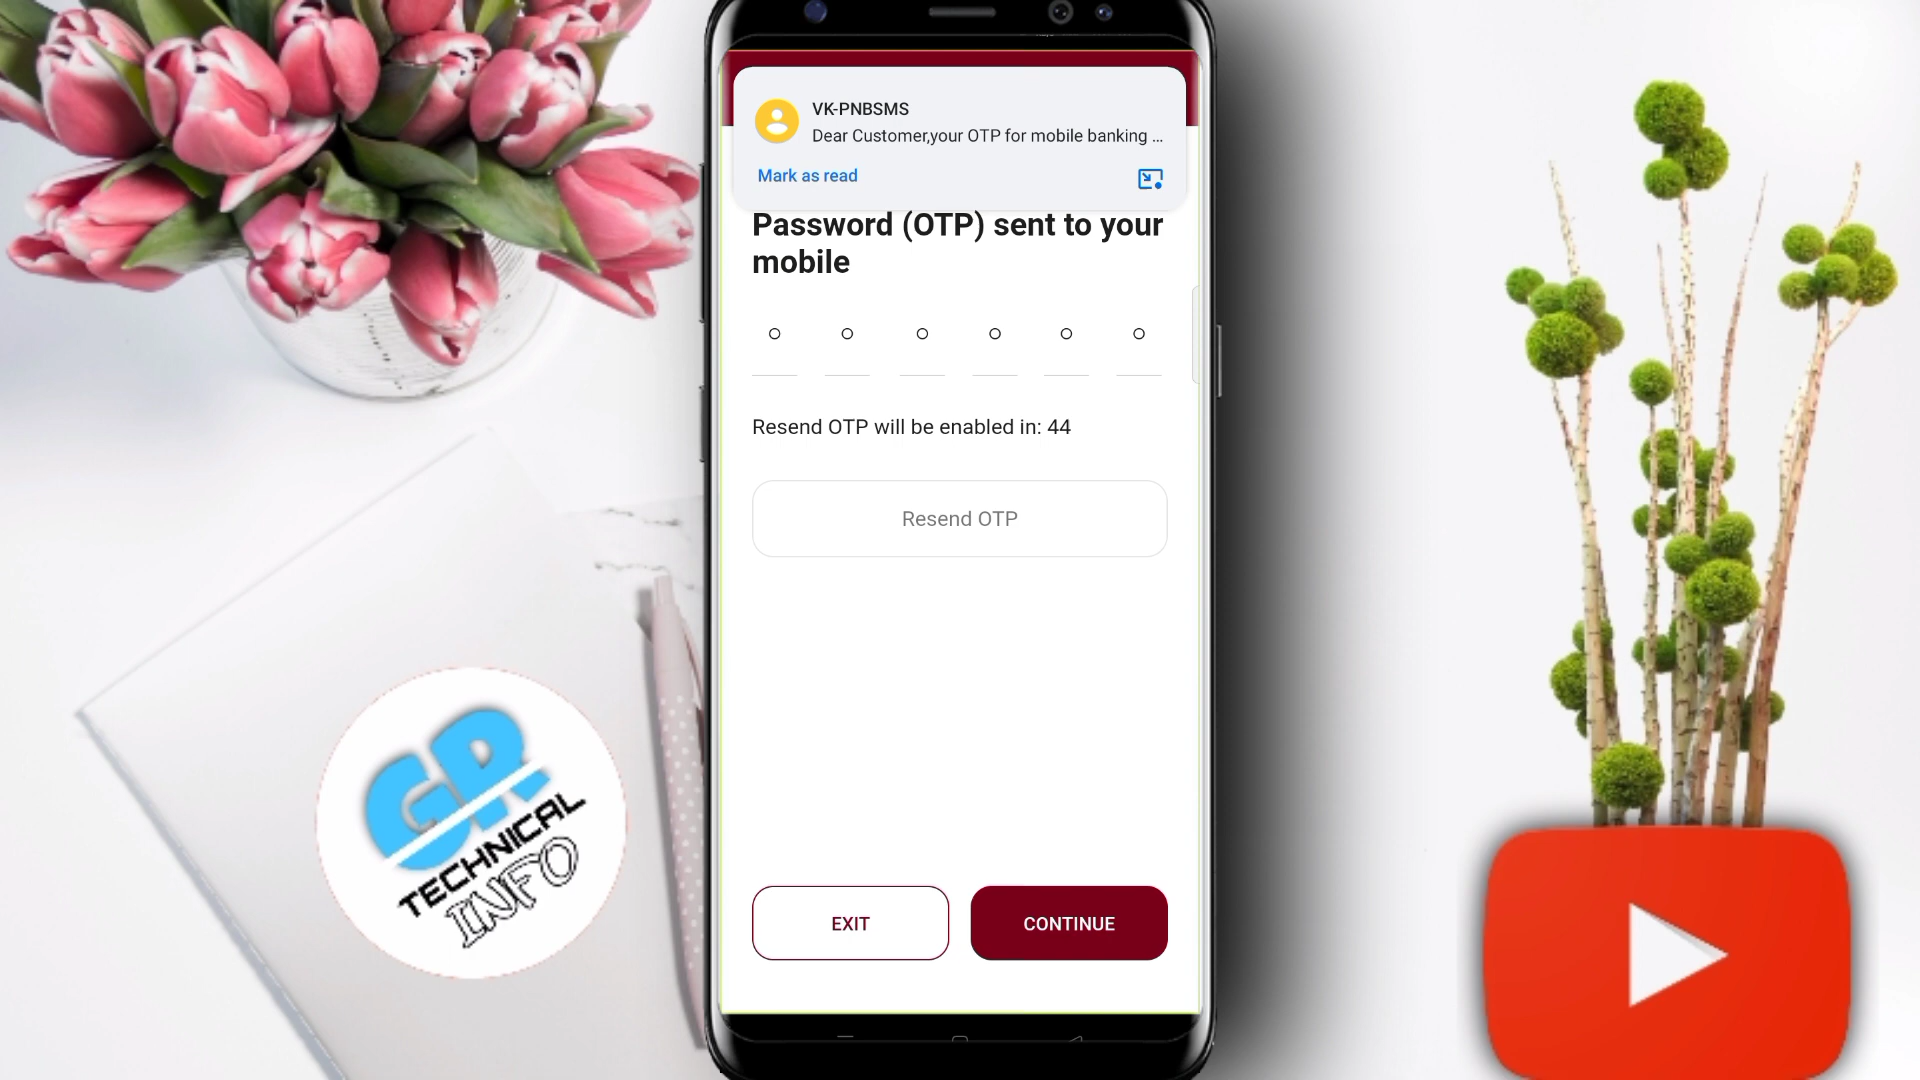 VK-PNBSMS
Dear Customer,your OTP for mobile banking ...
Mark as read
Password (OTP) sent to your
mobile
Resend OTP will be enabled in: 44
Resend OTP
EXIT
CONTINUE
GR
TECHNICAL
INFO